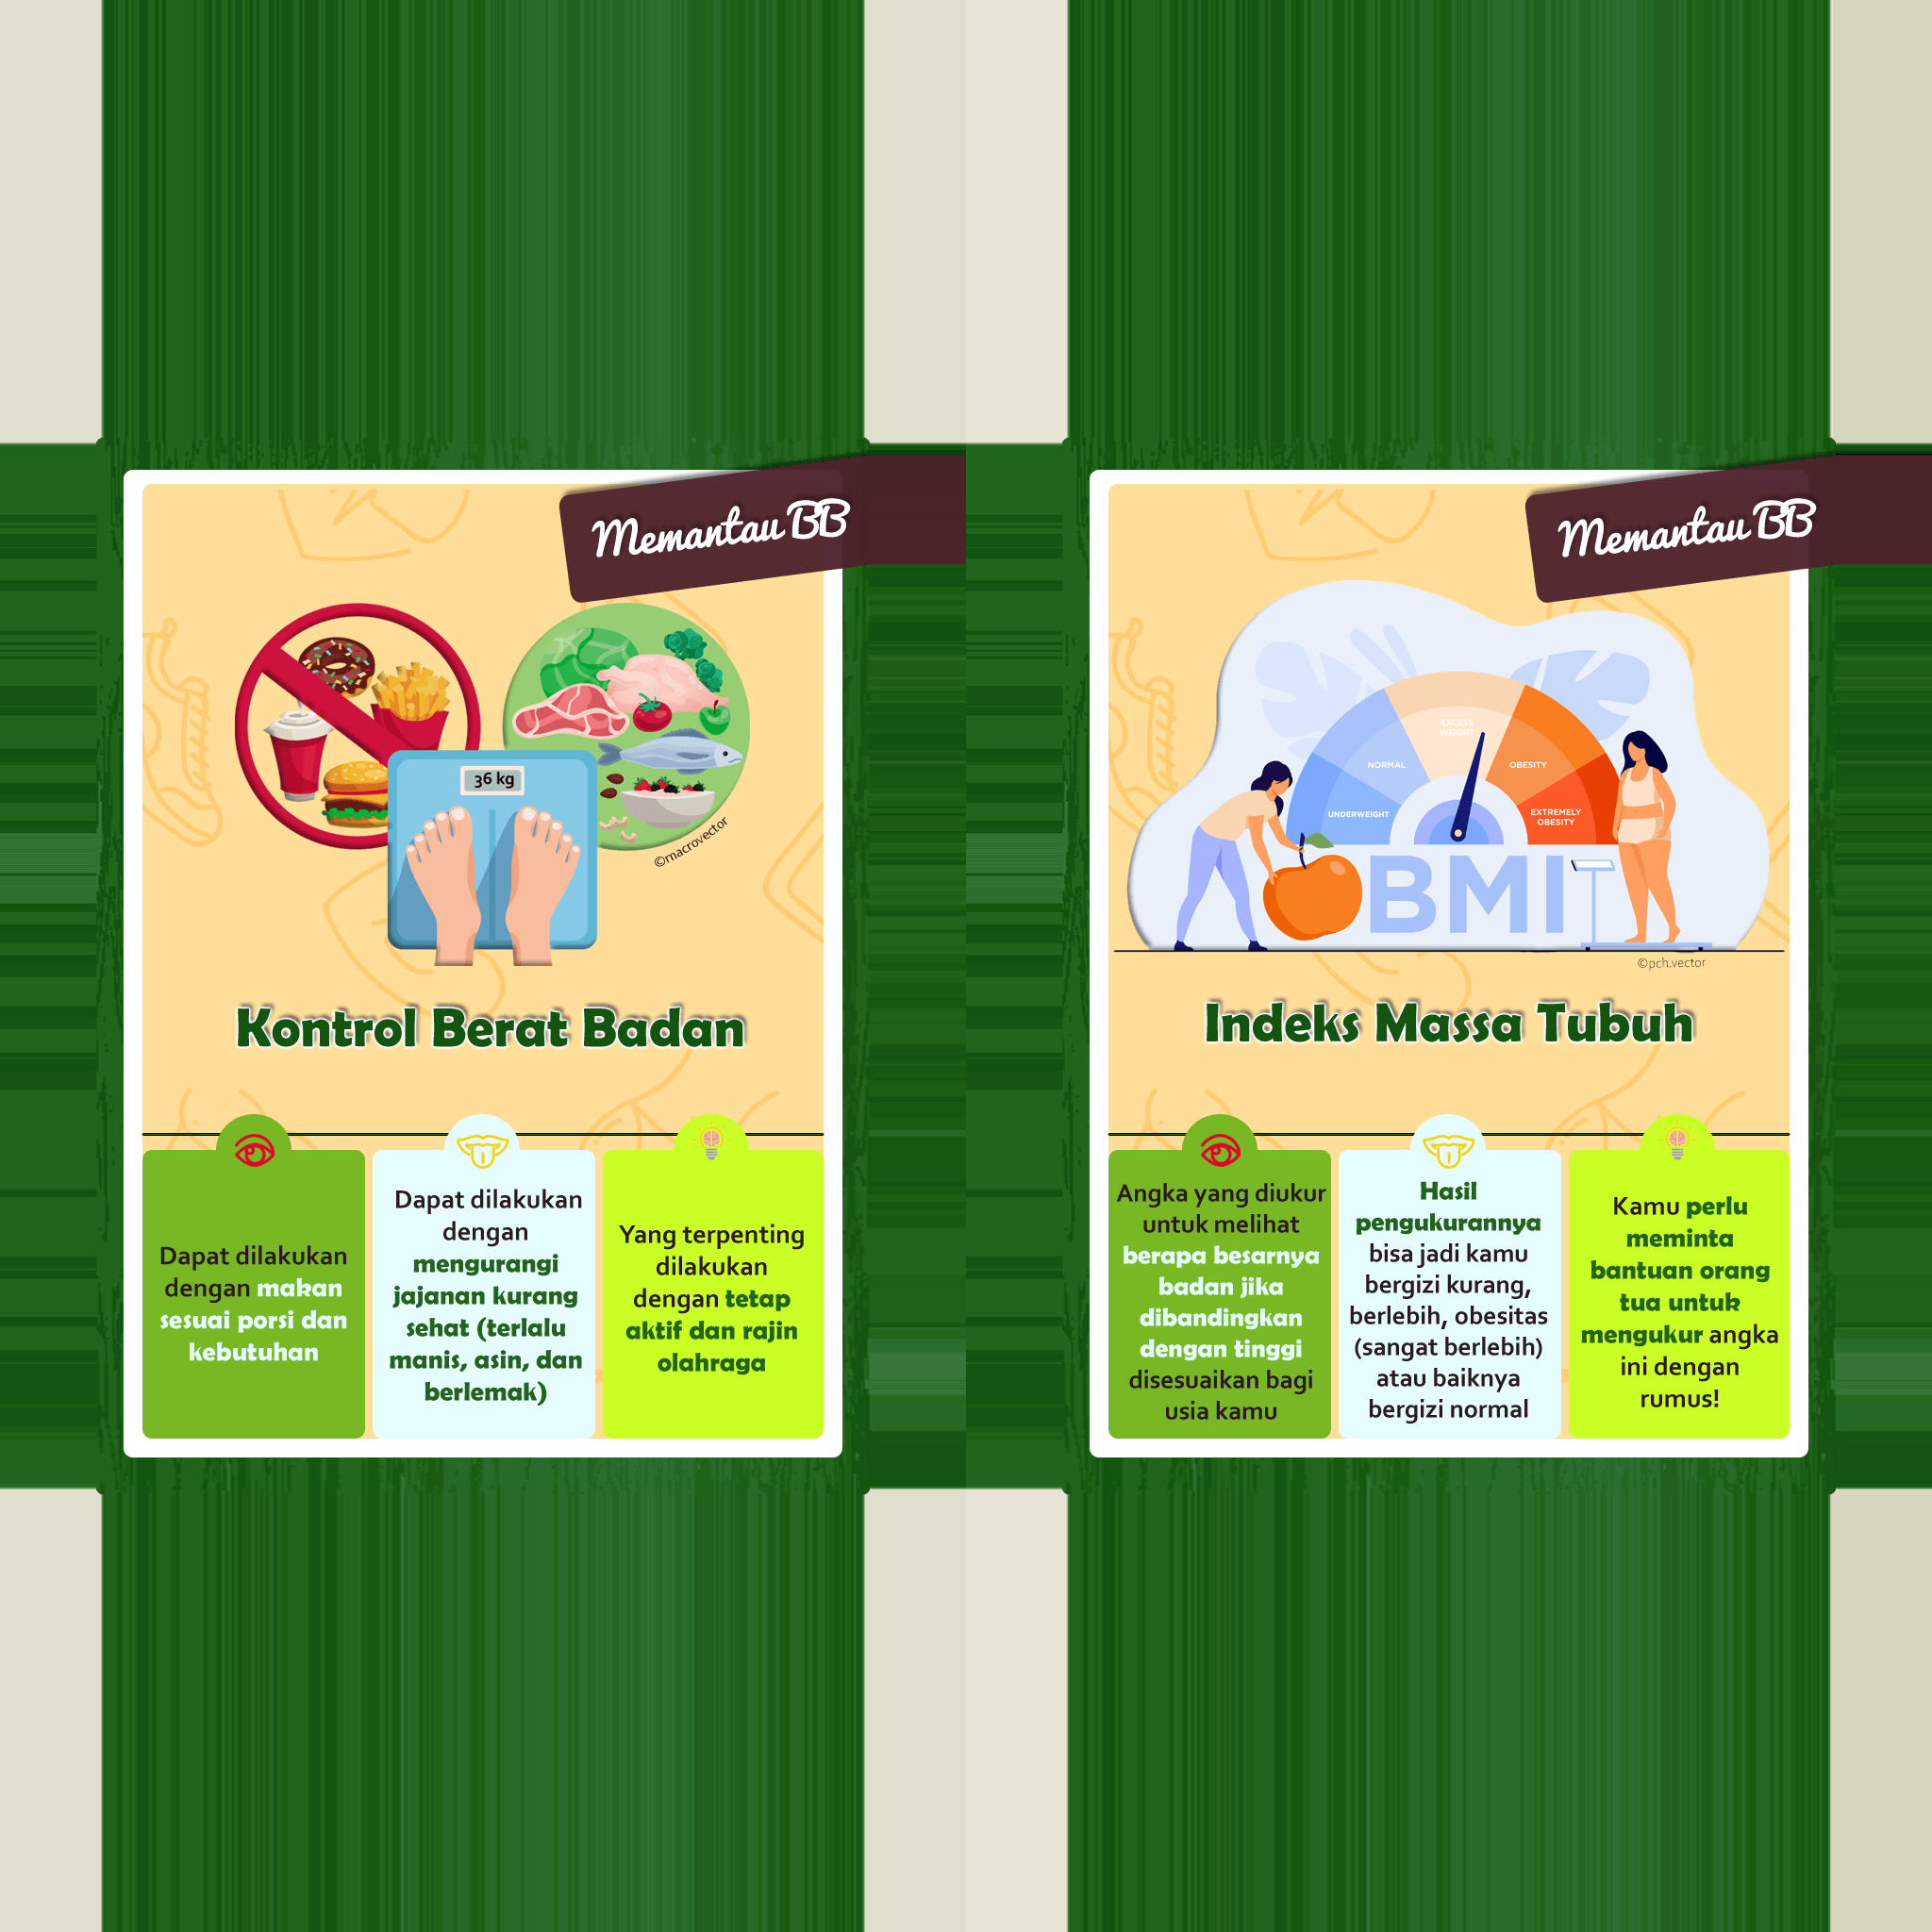 Memantau BB
36 kg
©macrovector
Kontrol Berat Badan
Dapat dilakukan
dengan makan
sesuai porsi dan
kebutuhan
Dapat dilakukan
dengan
mengurangi
jajanan kurang
sehat (terlalu
manis, asin, dan
berlemak)
Yang terpenting
dilakukan
dengan tetap
aktif dan rajin
olahraga
Memantau BB
EXCESS
WEIGHT
NORMAL
OBESITY
UNDERWEIGHT
EXTREMELY
OBESITY
BMI
©pch.vector
Indeks Massa Tubuh
Angka yang diukur
untuk melihat
berapa besarnya
badan jika
dibandingkan
dengan tinggi
disesuaikan bagi
usia kamu
Hasil
pengukurannya
bisa jadi kamu
bergizi kurang,
berlebih, obesitas
(sangat berlebih)
atau baiknya
bergizi normal
Kamu perlu
meminta
bantuan orang
tua untuk
mengukur angka
ini dengan
rumus!